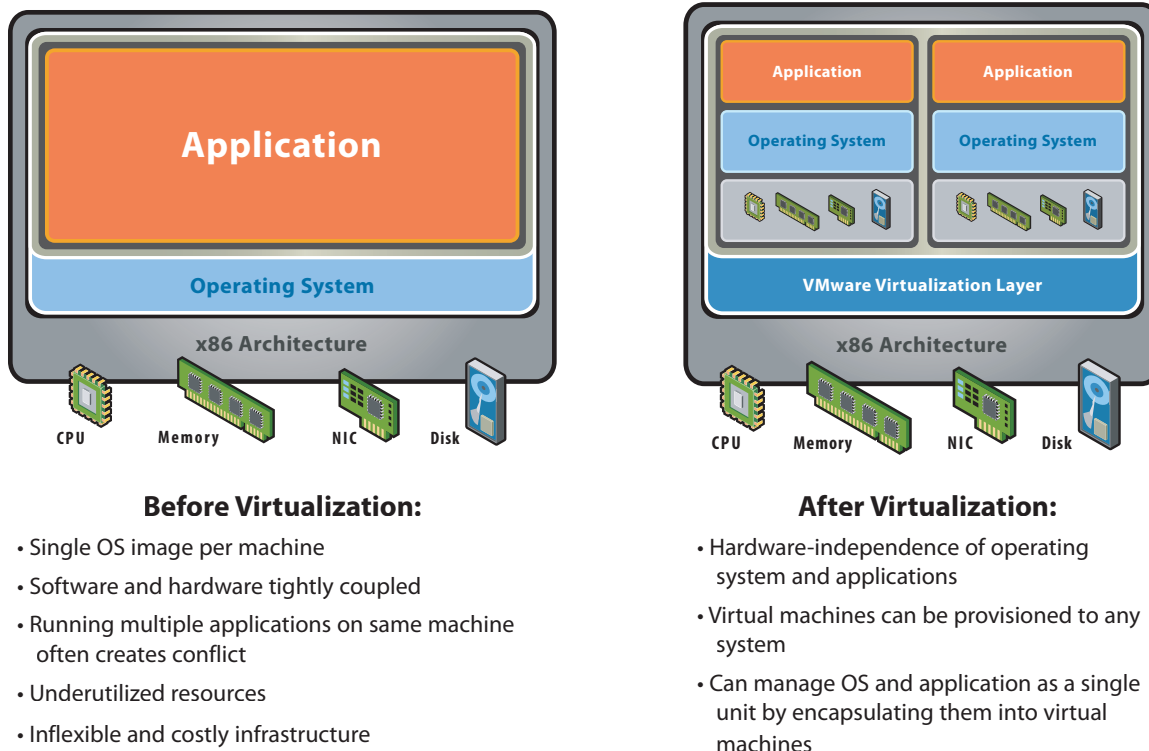 Application
Operating System
x86 Architecture
CPU
Memory
NIC
Disk
Before Virtualization:
• Single OS image per machine
• Software and hardware tightly coupled
• Running multiple applications on same machine
often creates conflict
• Underutilized resources
• Inflexible and costly infrastructure
Application
Application
Operating System
Operating System
VMware Virtualization Layer
x86 Architecture
CPU
Memory
NIC
Disk
After Virtualization:
• Hardware-independence of operating
system and applications
• Virtual machines can be provisioned to any
system
• Can manage OS and application as a single
unit by encapsulating them into virtual
machines